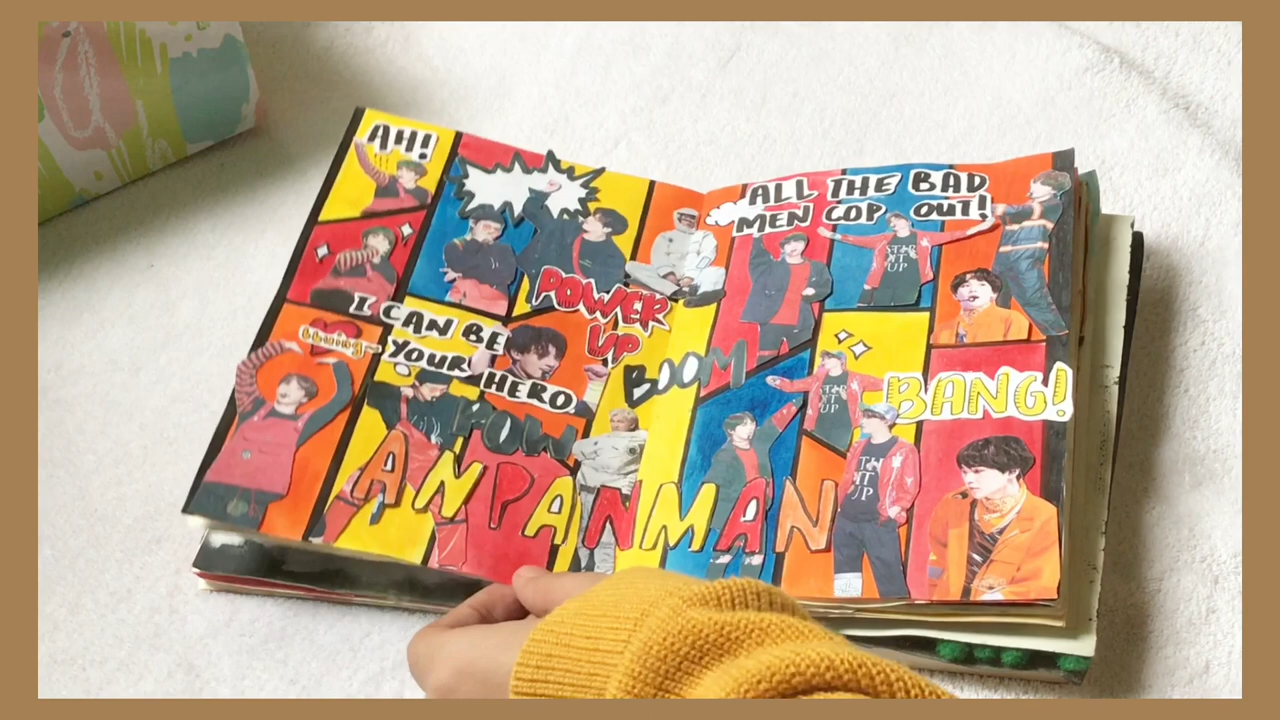 AH!
POWER
UP
I CAN BE
YOUR
HERO
POW
ANPANMAN
BOOM
ALL THE BAD
MEN COP OUT!
BANG!